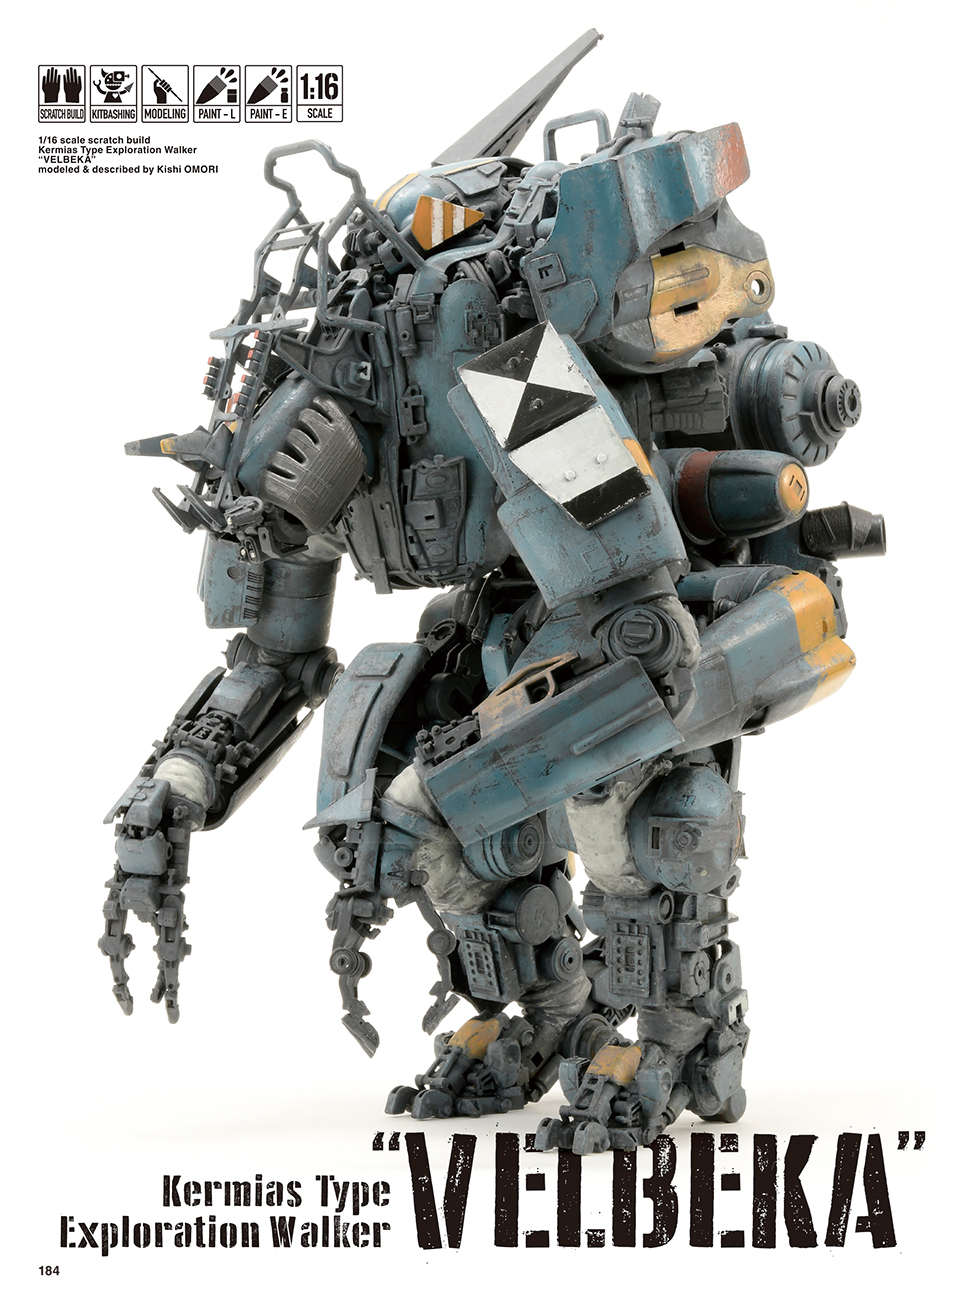 SCRATCH BUILD
KITBASHING
MODELING
PAINT - L
PAINT - E
1:16
SCALE
1/16 scale scratch build
Kermias Type Exploration Walker
"VELBEKA"
modeled & described by Kishi OMORI
"VELBEKA"
Kermias Type
Exploration Walker
184